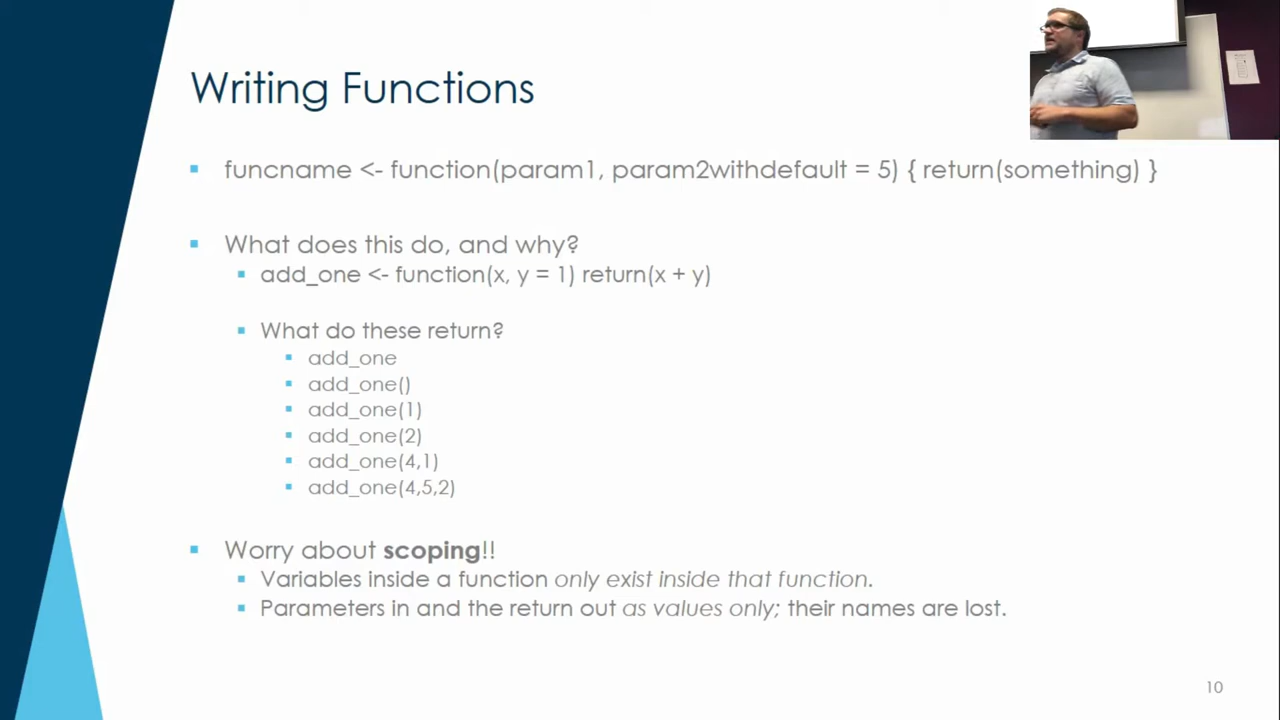 Writing Functions
funcname <- function(param1, param2withdefault = 5) { return(something) }
What does this do, and why?
add_one <- function(x, y = 1) return(x + y)
What do these return?
add_one
add_one()
add_one(1)
add_one(2)
add_one(4,1)
add_one(4,5,2)
Worry about scoping!!
Variables inside a function only exist inside that function.
Parameters in and the return out as values only; their names are lost.
10